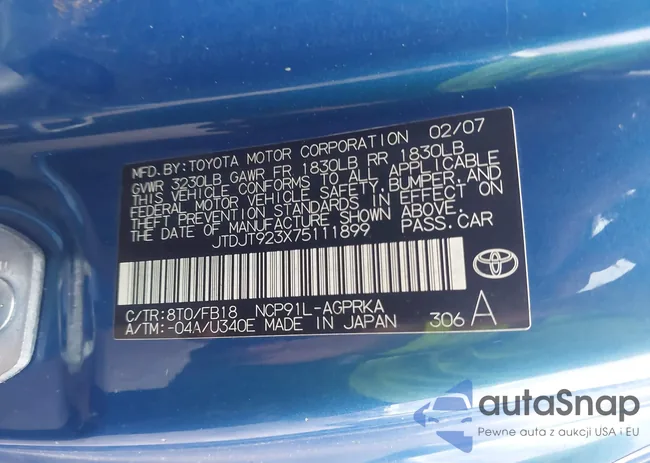 MFD. BY: TOYOTA MOTOR CORPORATION 02/07
GVWR 3230LB GAWR FR 1830LB RR 1830LB
THIS VEHICLE CONFORMS TO ALL APPLICABLE
FEDERAL MOTOR VEHICLE SAFETY, BUMPER, AND
THEFT PREVENTION STANDARDS IN EFFECT ON
THE DATE OF MANUFACTURE SHOWN ABOVE.
JTDJT923X75111899 PASS. CAR
C/TR: 8T0/FB18 NCP91L-AGPRKA
A/TM: -04A/U340E MADE IN JAPAN 306 A
autoSnap
Pewne auta z aukcji USA i EU